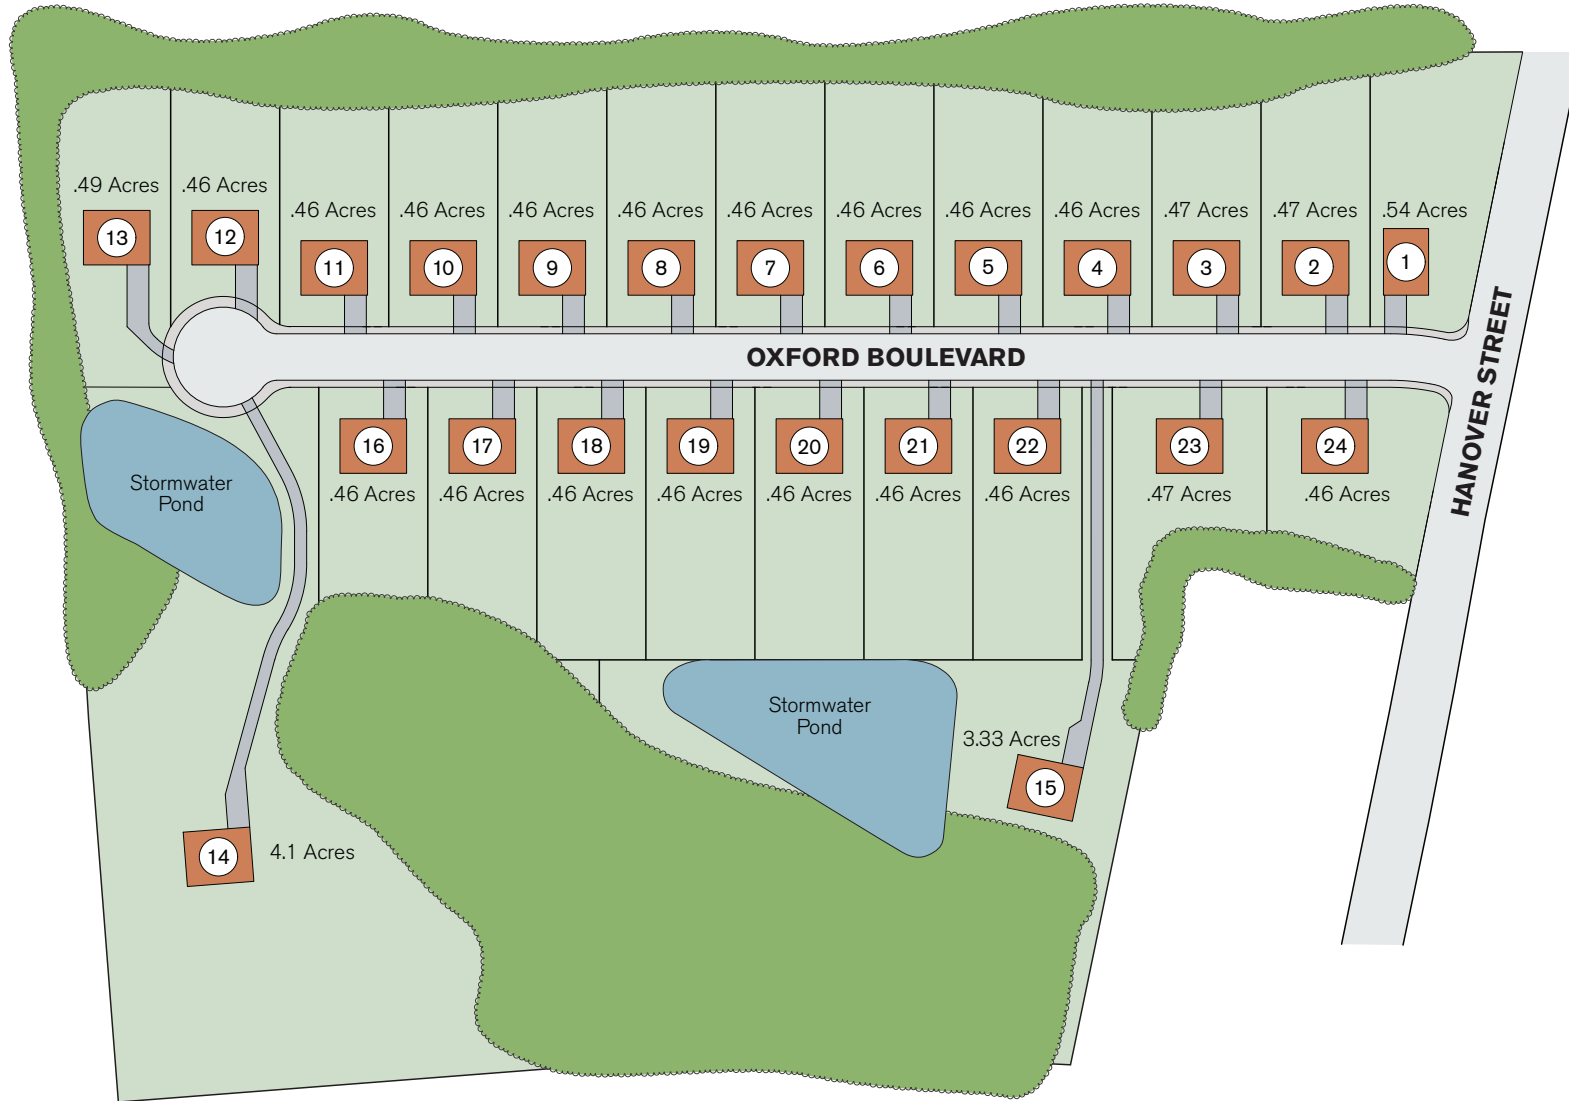 .49 Acres
.46 Acres
.46 Acres
.46 Acres
.46 Acres
.46 Acres
.46 Acres
.46 Acres
.46 Acres
.46 Acres
.47 Acres
.47 Acres
.54 Acres
13
12
11
10
9
8
7
6
5
4
3
2
1
OXFORD BOULEVARD
HANOVER STREET
16
17
18
19
20
21
22
23
24
.46 Acres
.46 Acres
.46 Acres
.46 Acres
.46 Acres
.46 Acres
.46 Acres
.47 Acres
.46 Acres
Stormwater
Pond
Stormwater
Pond
3.33 Acres
15
14
4.1 Acres